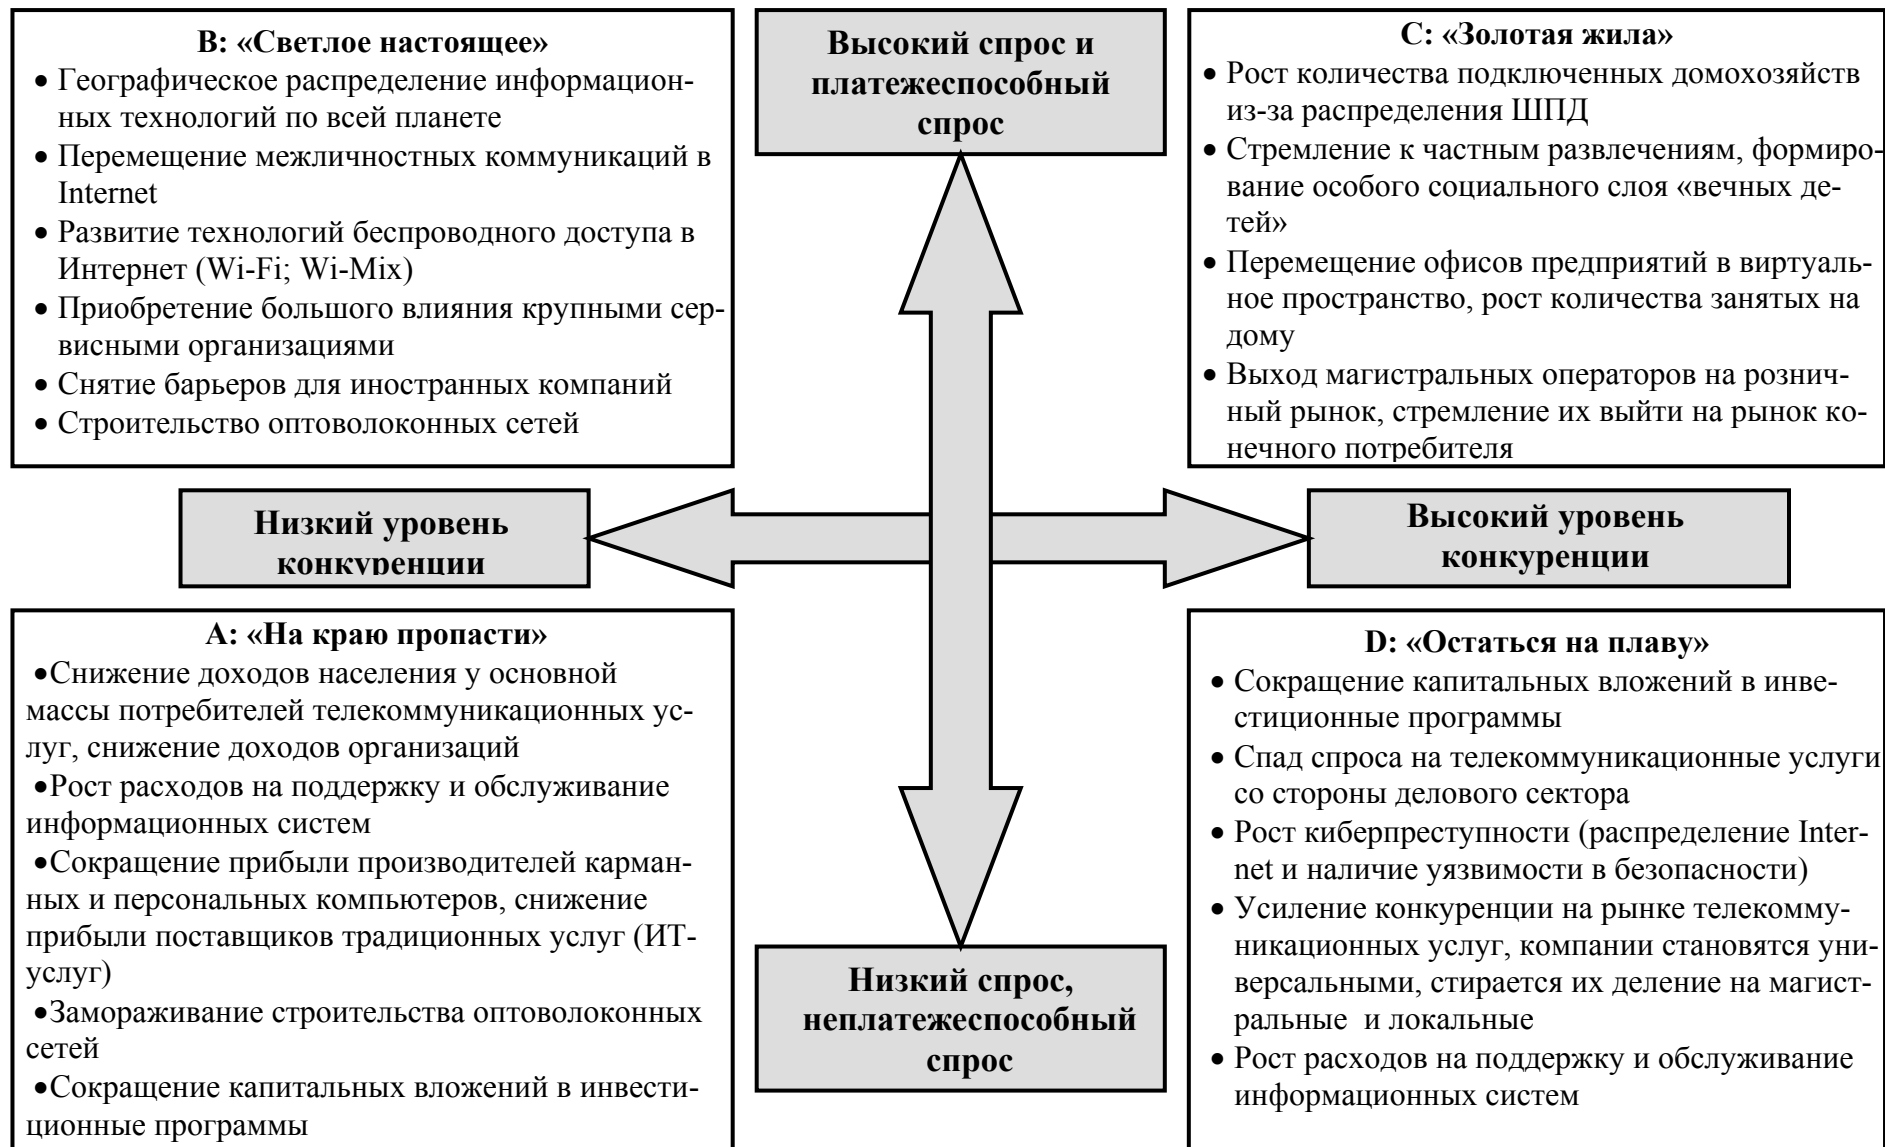 В: «Светлое настоящее»
• Географическое распределение информацион-
ных технологий по всей планете
• Перемещение межличностных коммуникаций в
Internet
• Развитие технологий беспроводного доступа в
Интернет (Wi-Fi; Wi-Mix)
• Приобретение большого влияния крупными сер-
висными организациями
• Снятие барьеров для иностранных компаний
• Строительство оптоволоконных сетей
Высокий спрос и
платежеспособный
спрос
С: «Золотая жила»
• Рост количества подключенных домохозяйств
из-за распределения ШПД
• Стремление к частным развлечениям, формиро-
вание особого социального слоя «вечных де-
тей»
• Перемещение офисов предприятий в виртуаль-
ное пространство, рост количества занятых на
дому
• Выход магистральных операторов на рознич-
ный рынок, стремление их выйти на рынок ко-
нечного потребителя
Низкий уровень
конкуренции
Высокий уровень
конкуренции
А: «На краю пропасти»
•Снижение доходов населения у основной
массы потребителей телекоммуникационных ус-
луг, снижение доходов организаций
•Рост расходов на поддержку и обслуживание
информационных систем
•Сокращение прибыли производителей карман-
ных и персональных компьютеров, снижение
прибыли поставщиков традиционных услуг (ИТ-
услуг)
•Замораживание строительства оптоволоконных
сетей
•Сокращение капитальных вложений в инвести-
ционные программы
Низкий спрос,
неплатежеспособный
спрос
D: «Остаться на плаву»
• Сокращение капитальных вложений в инве-
стиционные программы
• Спад спроса на телекоммуникационные услуги
со стороны делового сектора
• Рост киберпреступности (распределение Inter-
net и наличие уязвимости в безопасности)
• Усиление конкуренции на рынке телекомму-
никационных услуг, компании становятся уни-
версальными, стирается их деление на магист-
ральные и локальные
• Рост расходов на поддержку и обслуживание
информационных систем